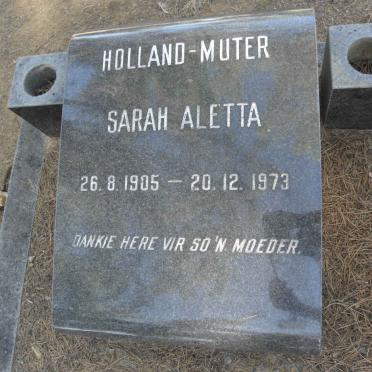 HOLLAND-MUTER
SARAH ALETTA
26.8.1905 — 20.12.1973
DANKIE HERE VIR SO'N MOEDER.